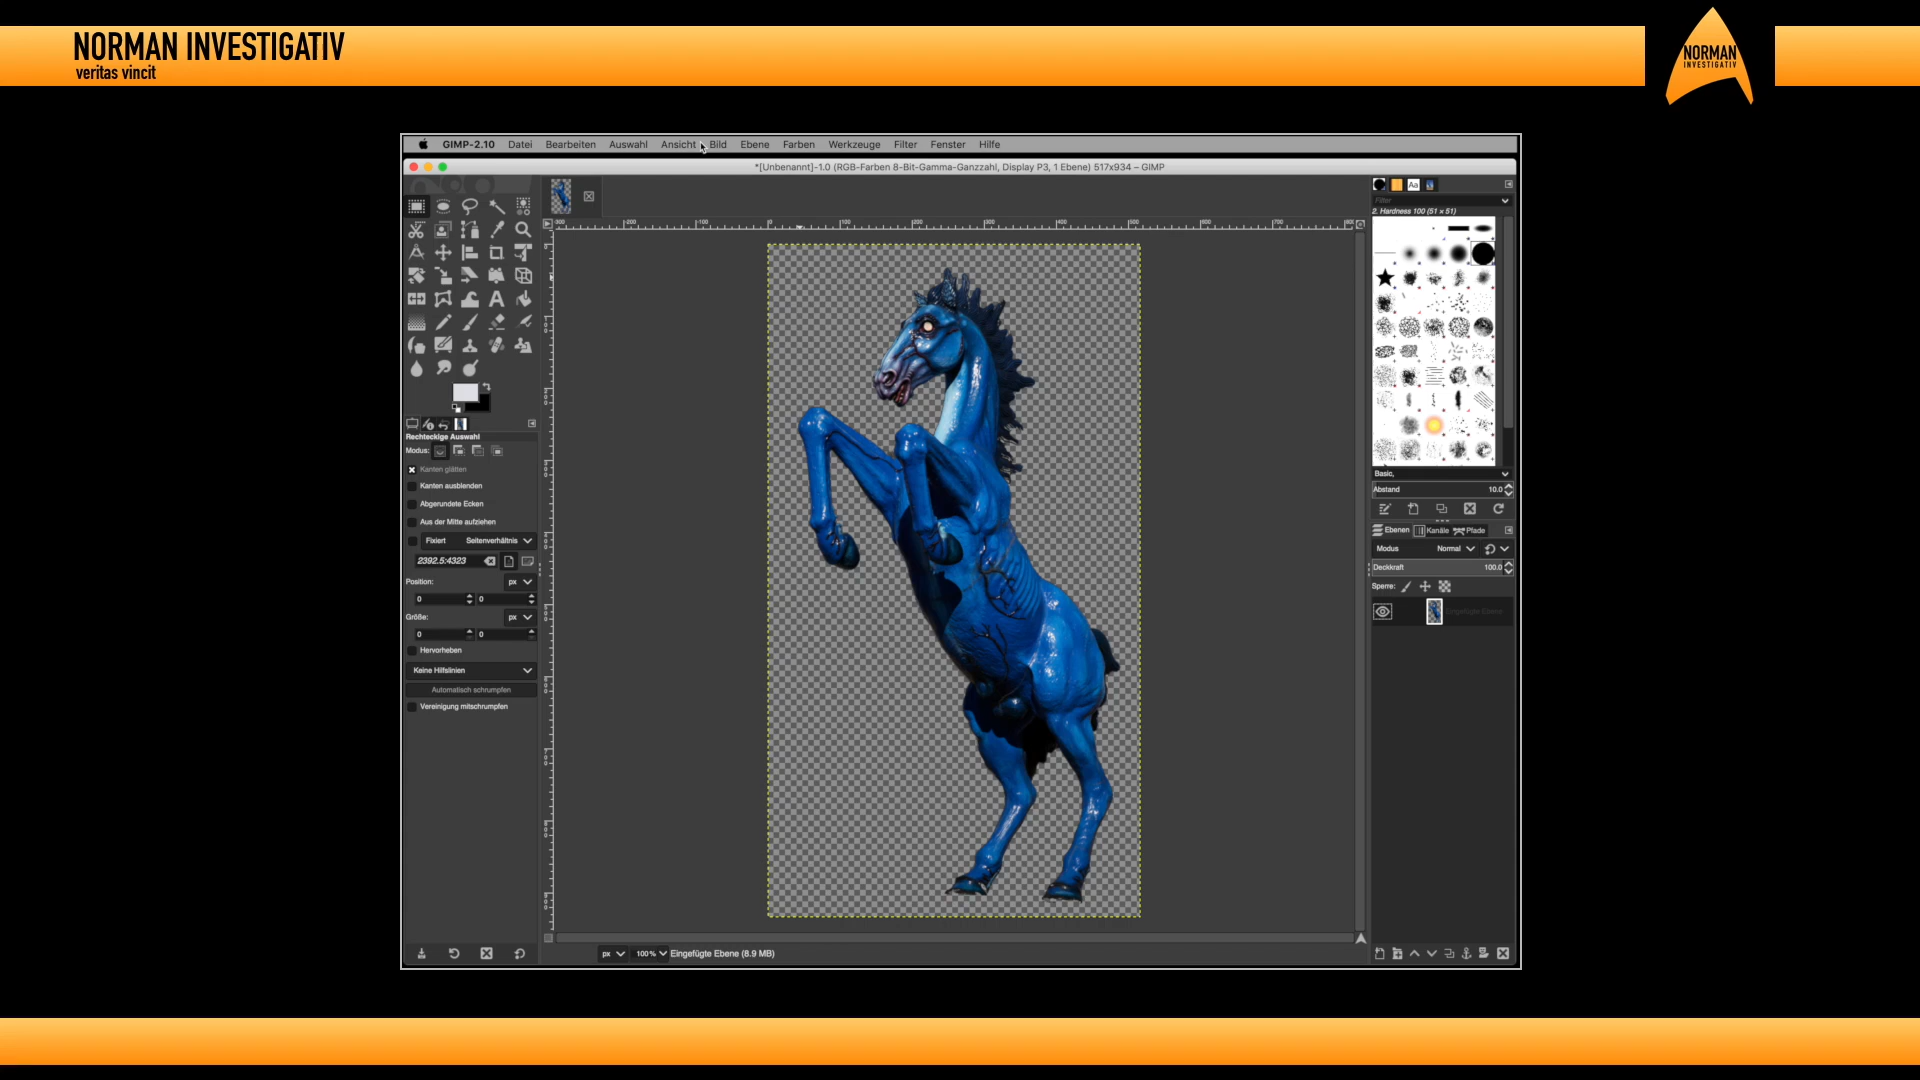 NORMAN INVESTIGATIV
veritas vincit
NORMAN
INVESTIGATIV
GIMP-2.10 Datei Bearbeiten Auswahl Ansicht Bild Ebene Farben Werkzeuge Filter Fenster Hilfe
*[Unbenannt]-1.0 (RGB-Farben 8-Bit-Gamma-Ganzzahl, Display P3, 1 Ebene) 517x934 – GIMP
Filter
2. Hardness 100 (51 × 51)
Rechteckige Auswahl
Modus:
Kanten glätten
Kanten ausblenden
Abgerundete Ecken
Aus der Mitte aufziehen
Fixiert Seitenverhältnis
2392.5:4323
Position: px
0 0
Größe: px
0 0
Hervorheben
Keine Hilfslinien
Automatisch schrumpfen
Vereinigung mitschrumpfen
Basic,
Abstand 10.0
Ebenen Kanäle Pfade
Modus Normal
Deckkraft 100.0
Sperre:
Eingefügte Ebene
px 100 % Eingefügte Ebene (8.9 MB)